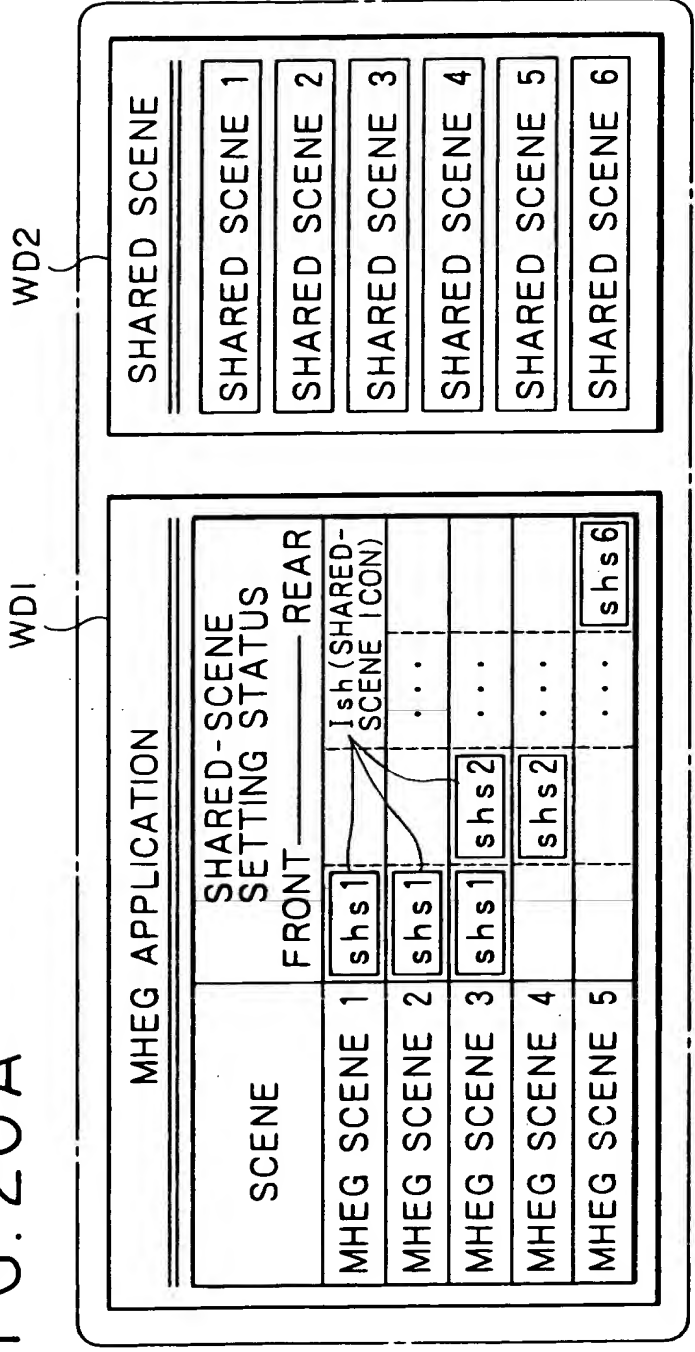 FIG. 20A
WD1
WD2
MHEG APPLICATION
SCENE
SHARED-SCENE
SETTING STATUS
FRONT REAR
MHEG SCENE 1 shs1 Ish(SHARED-
SCENE ICON)
MHEG SCENE 2 shs1 ...
MHEG SCENE 3 shs1 shs2 ...
MHEG SCENE 4 shs2 ...
MHEG SCENE 5 shs6
SHARED SCENE
SHARED SCENE 1
SHARED SCENE 2
SHARED SCENE 3
SHARED SCENE 4
SHARED SCENE 5
SHARED SCENE 6